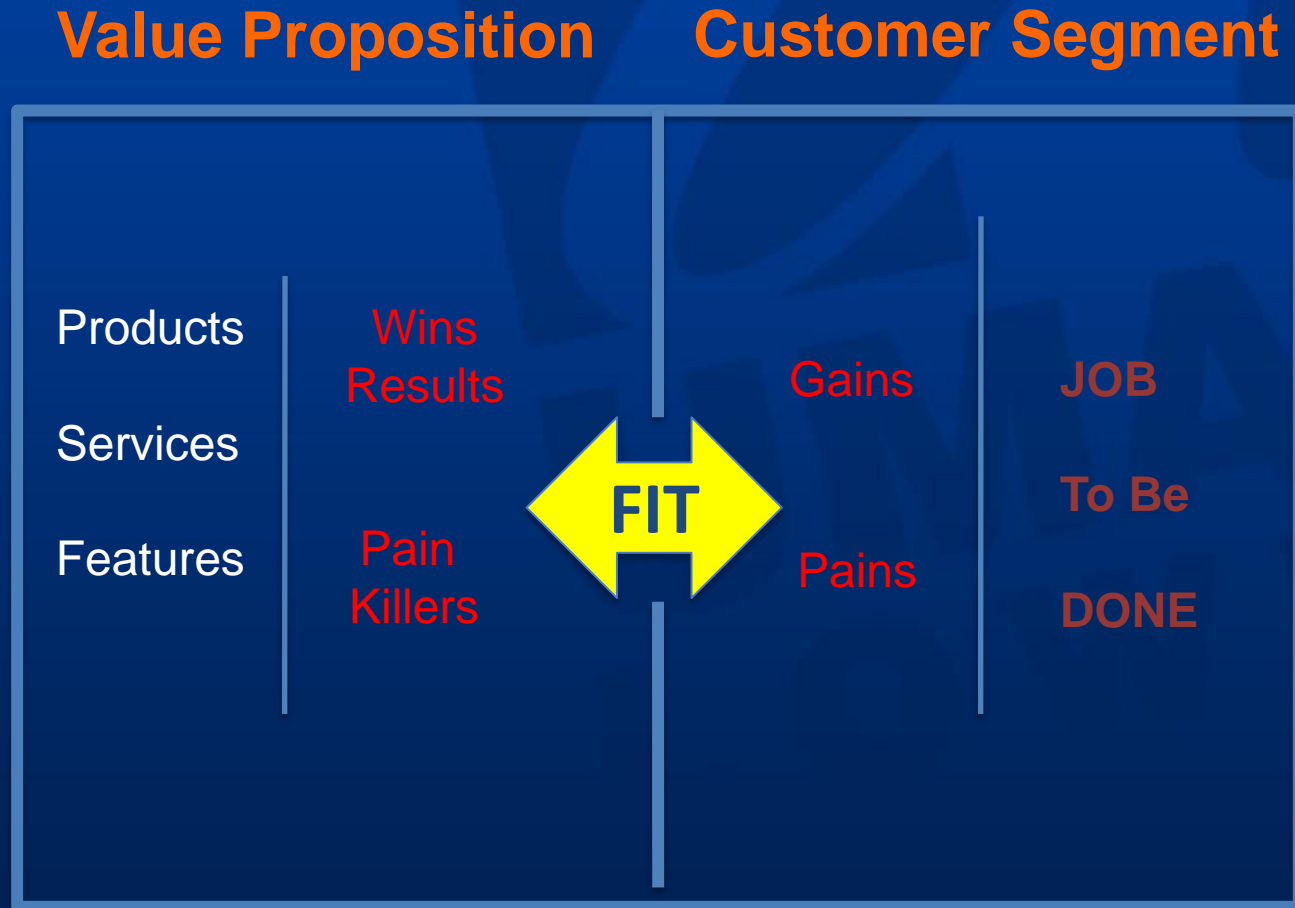 Value Proposition
Customer Segment
Products
Services
Features
Wins
Results
Pain
Killers
FIT
Gains
Pains
JOB
To Be
DONE